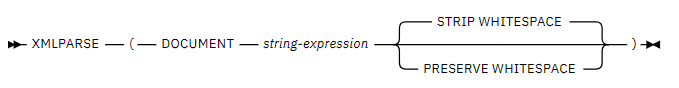 STRIP WHITESPACE
XMLPARSE ( DOCUMENT string-expression )
PRESERVE WHITESPACE